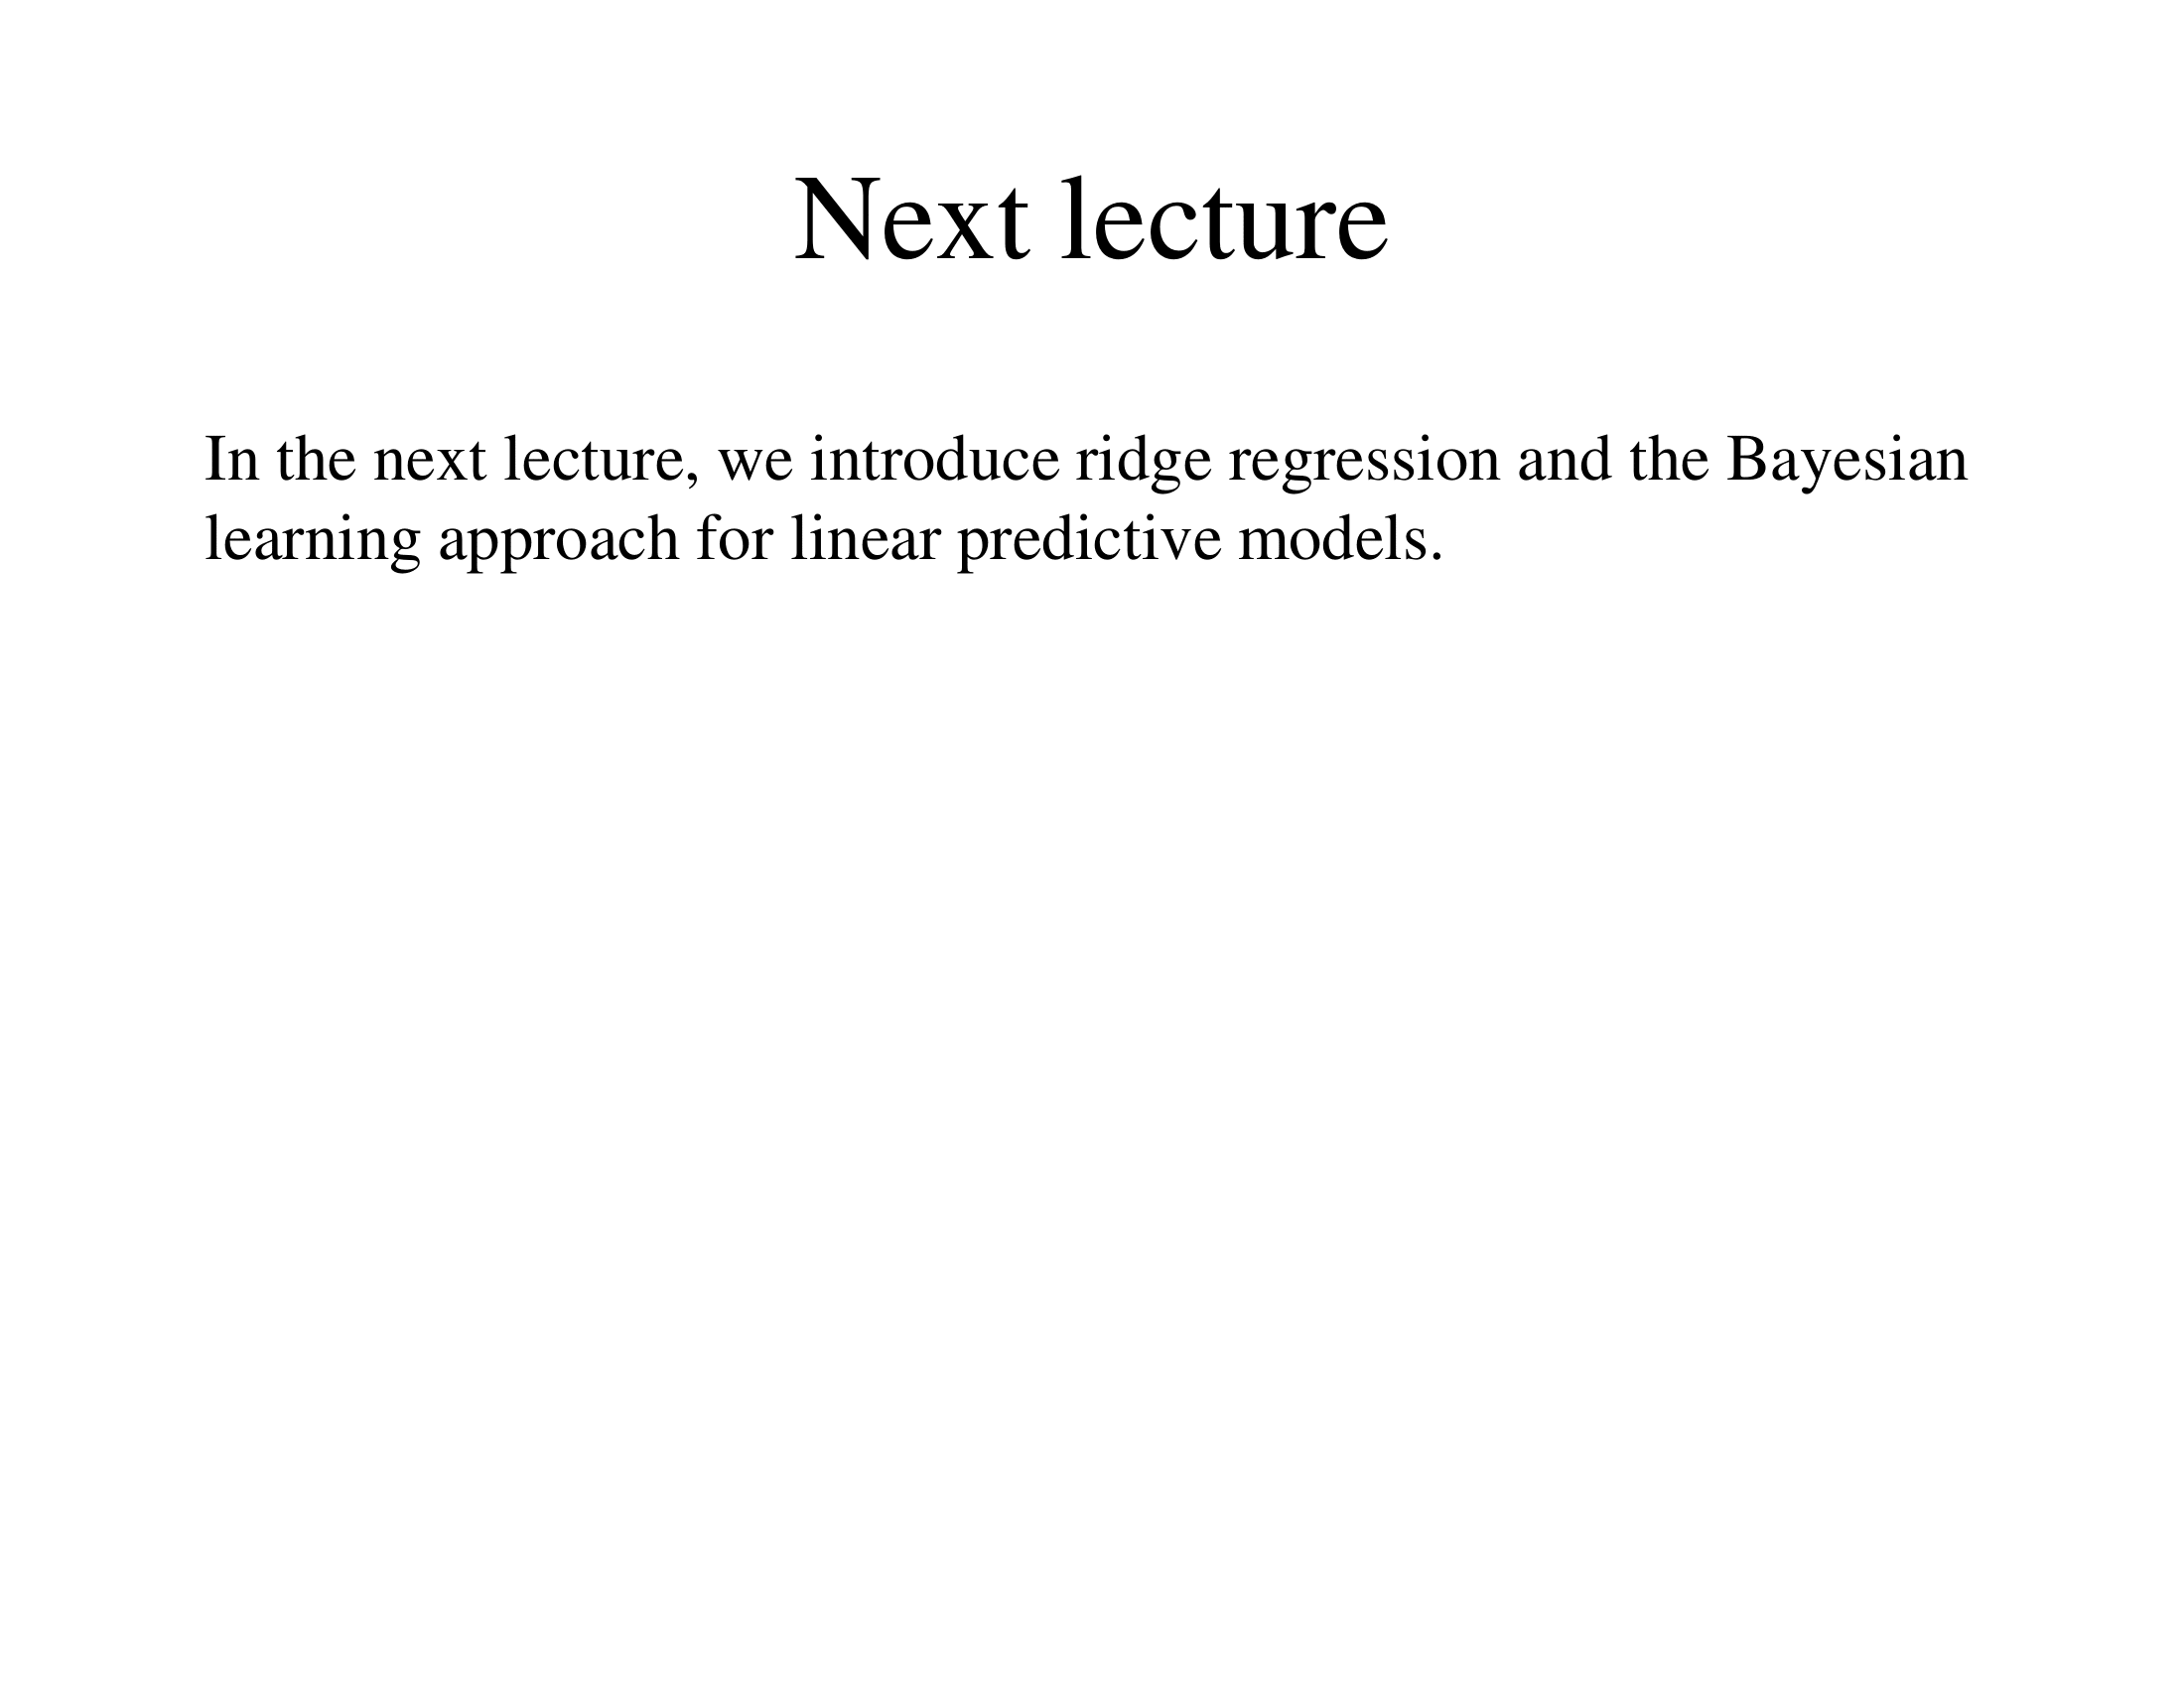 Next lecture
In the next lecture, we introduce ridge regression and the Bayesian
learning approach for linear predictive models.